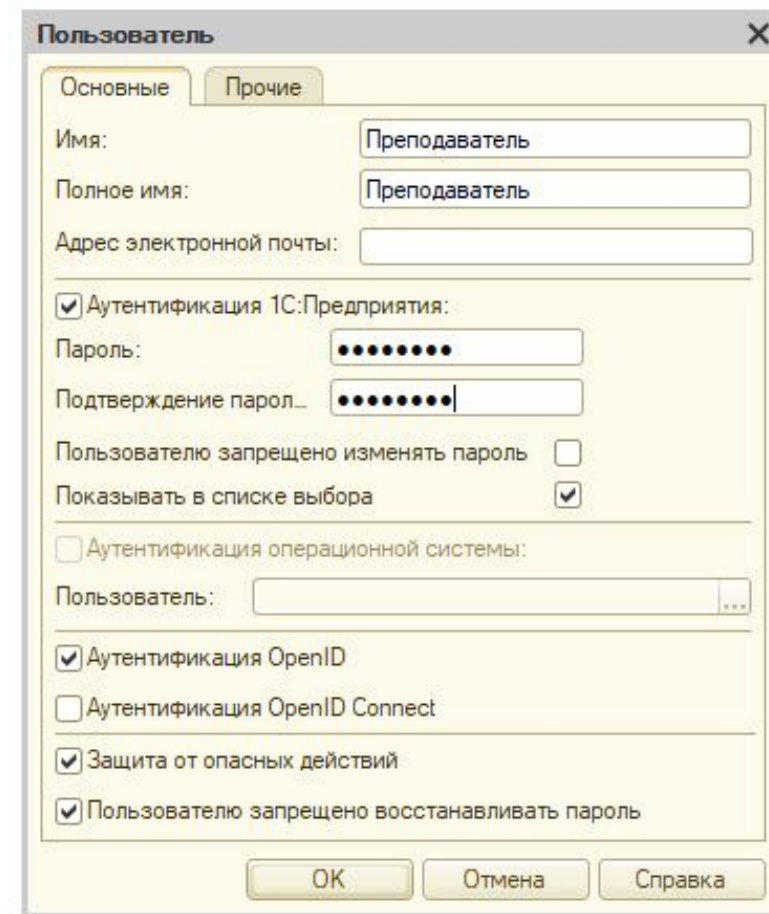 Пользователь
Основные Прочие
Имя: Преподаватель
Полное имя: Преподаватель
Адрес электронной почты:
Аутентификация 1С:Предприятия:
Пароль: ●●●●●●●●
Подтверждение парол... ●●●●●●●●
Пользователю запрещено изменять пароль
Показывать в списке выбора
Аутентификация операционной системы:
Пользователь: ...
Аутентификация OpenID
Аутентификация OpenID Connect
Защита от опасных действий
Пользователю запрещено восстанавливать пароль
OK Отмена Справка